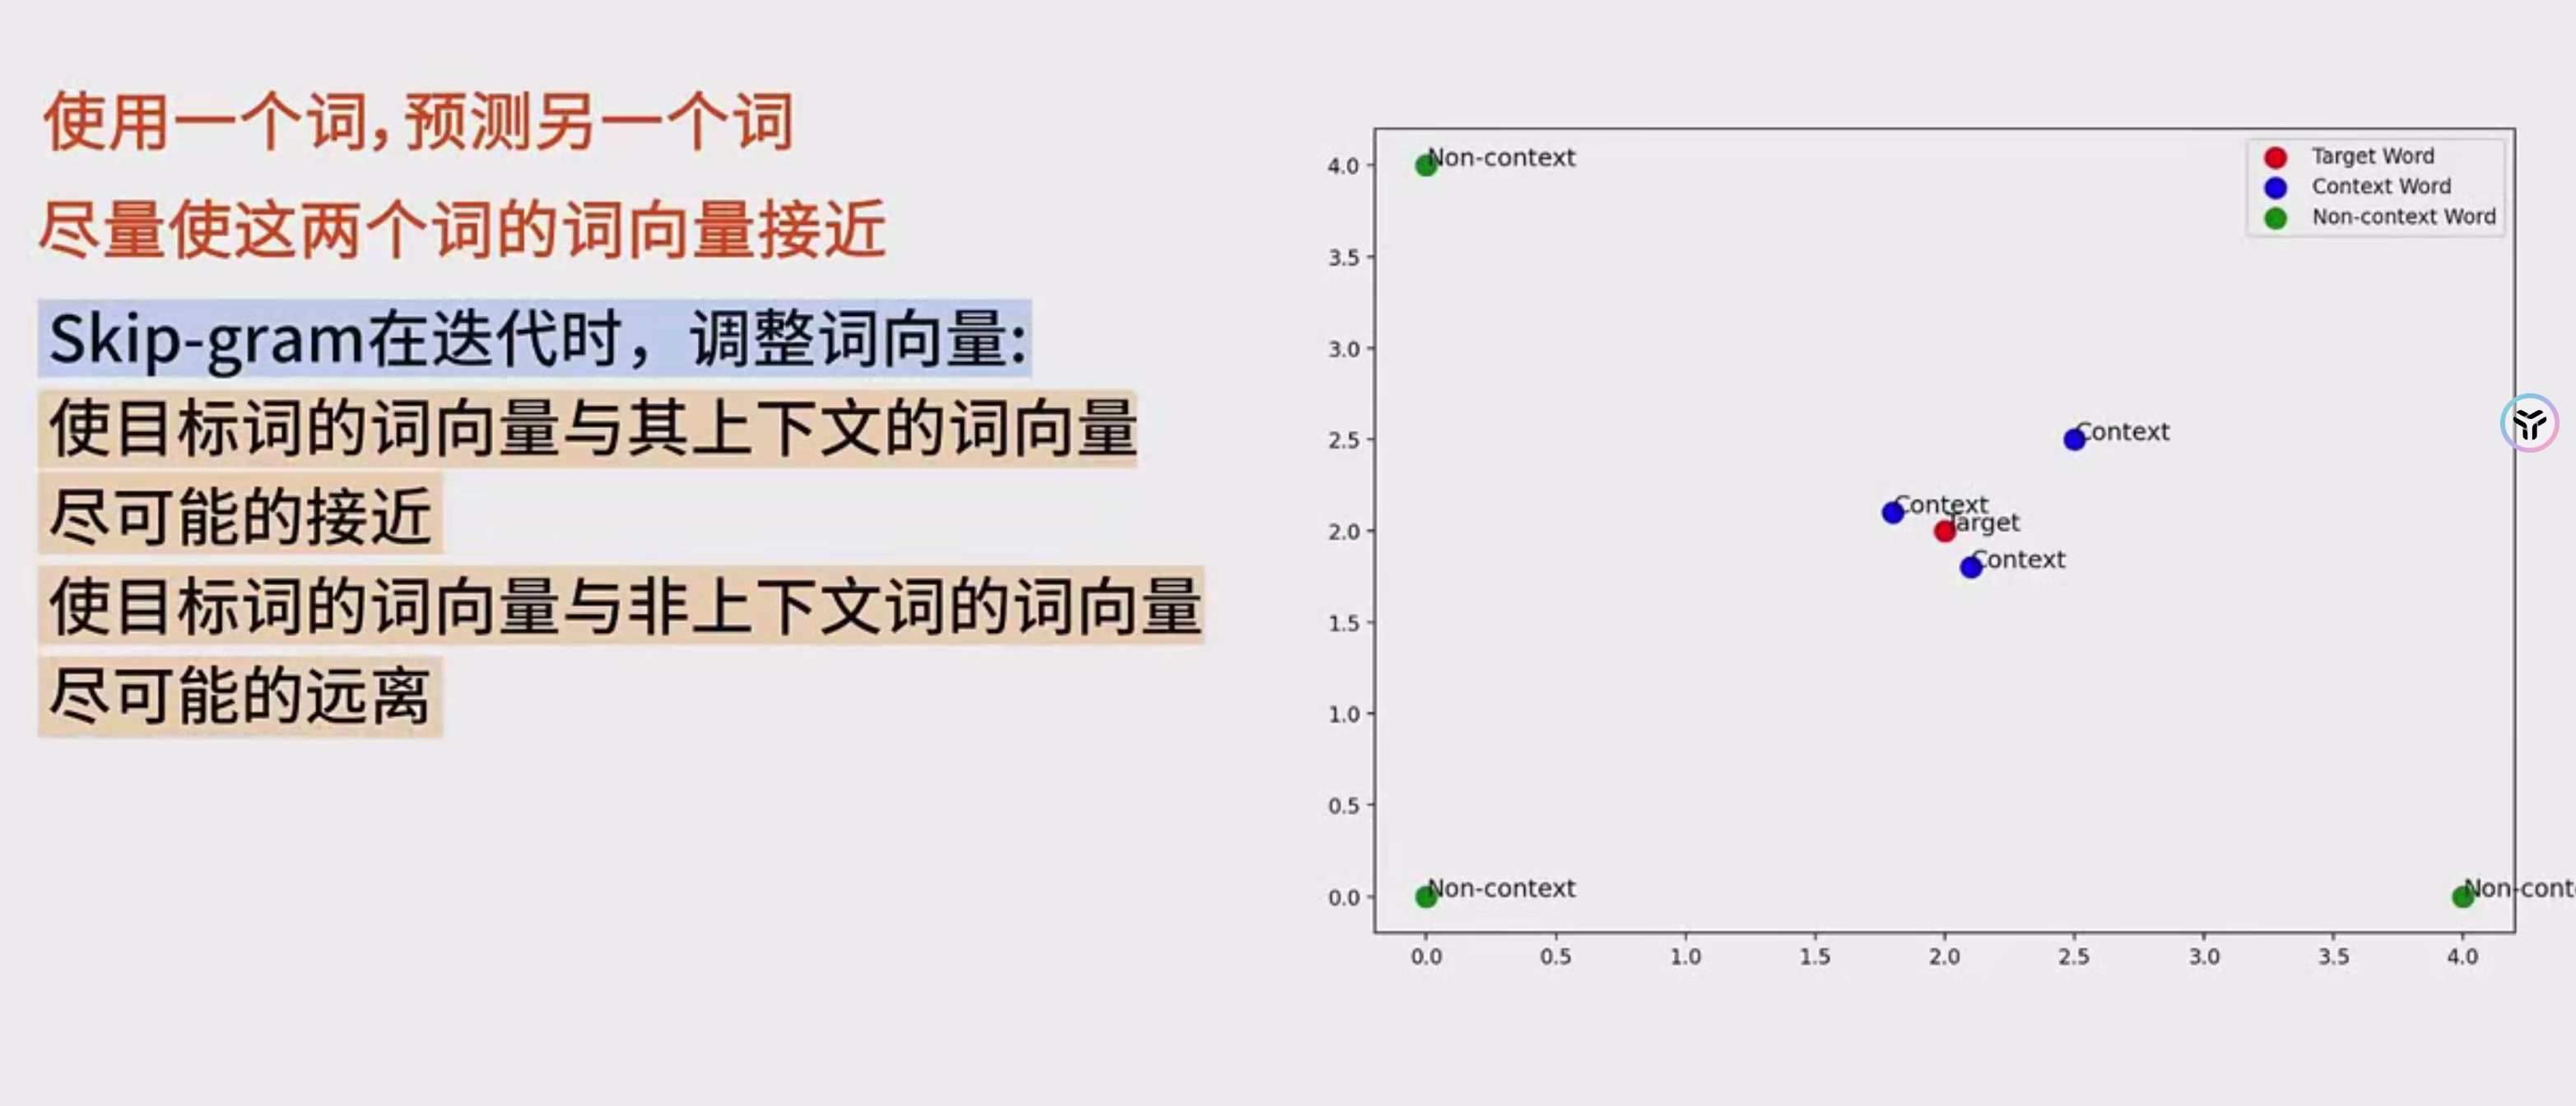 使用一个词，预测另一个词
尽量使这两个词的词向量接近
Skip-gram在迭代时，调整词向量:
使目标词的词向量与其上下文的词向量
尽可能的接近
使目标词的词向量与非上下文词的词向量
尽可能的远离
Target Word
Context Word
Non-context Word
Non-context
Context
Context
Target
Context
Non-context
4.0
3.5
3.0
2.5
2.0
1.5
1.0
0.5
0.0
0.0 0.5 1.0 1.5 2.0 2.5 3.0 3.5 4.0